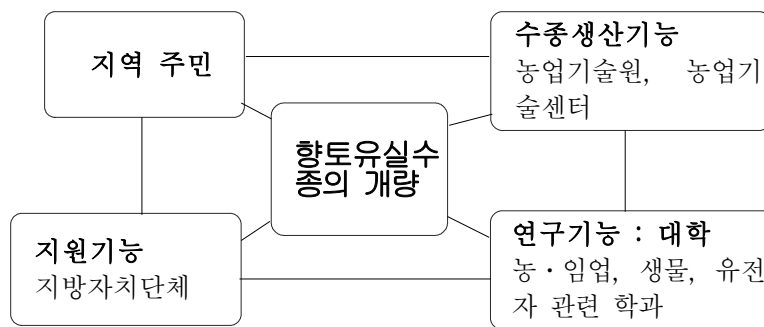 지역 주민
수종생산기능
농업기술원, 농업기
술센터
향토유실수
종의 개량
지원기능
지방자치단체
연구기능 : 대학
농·임업, 생물, 유전
자 관련 학과